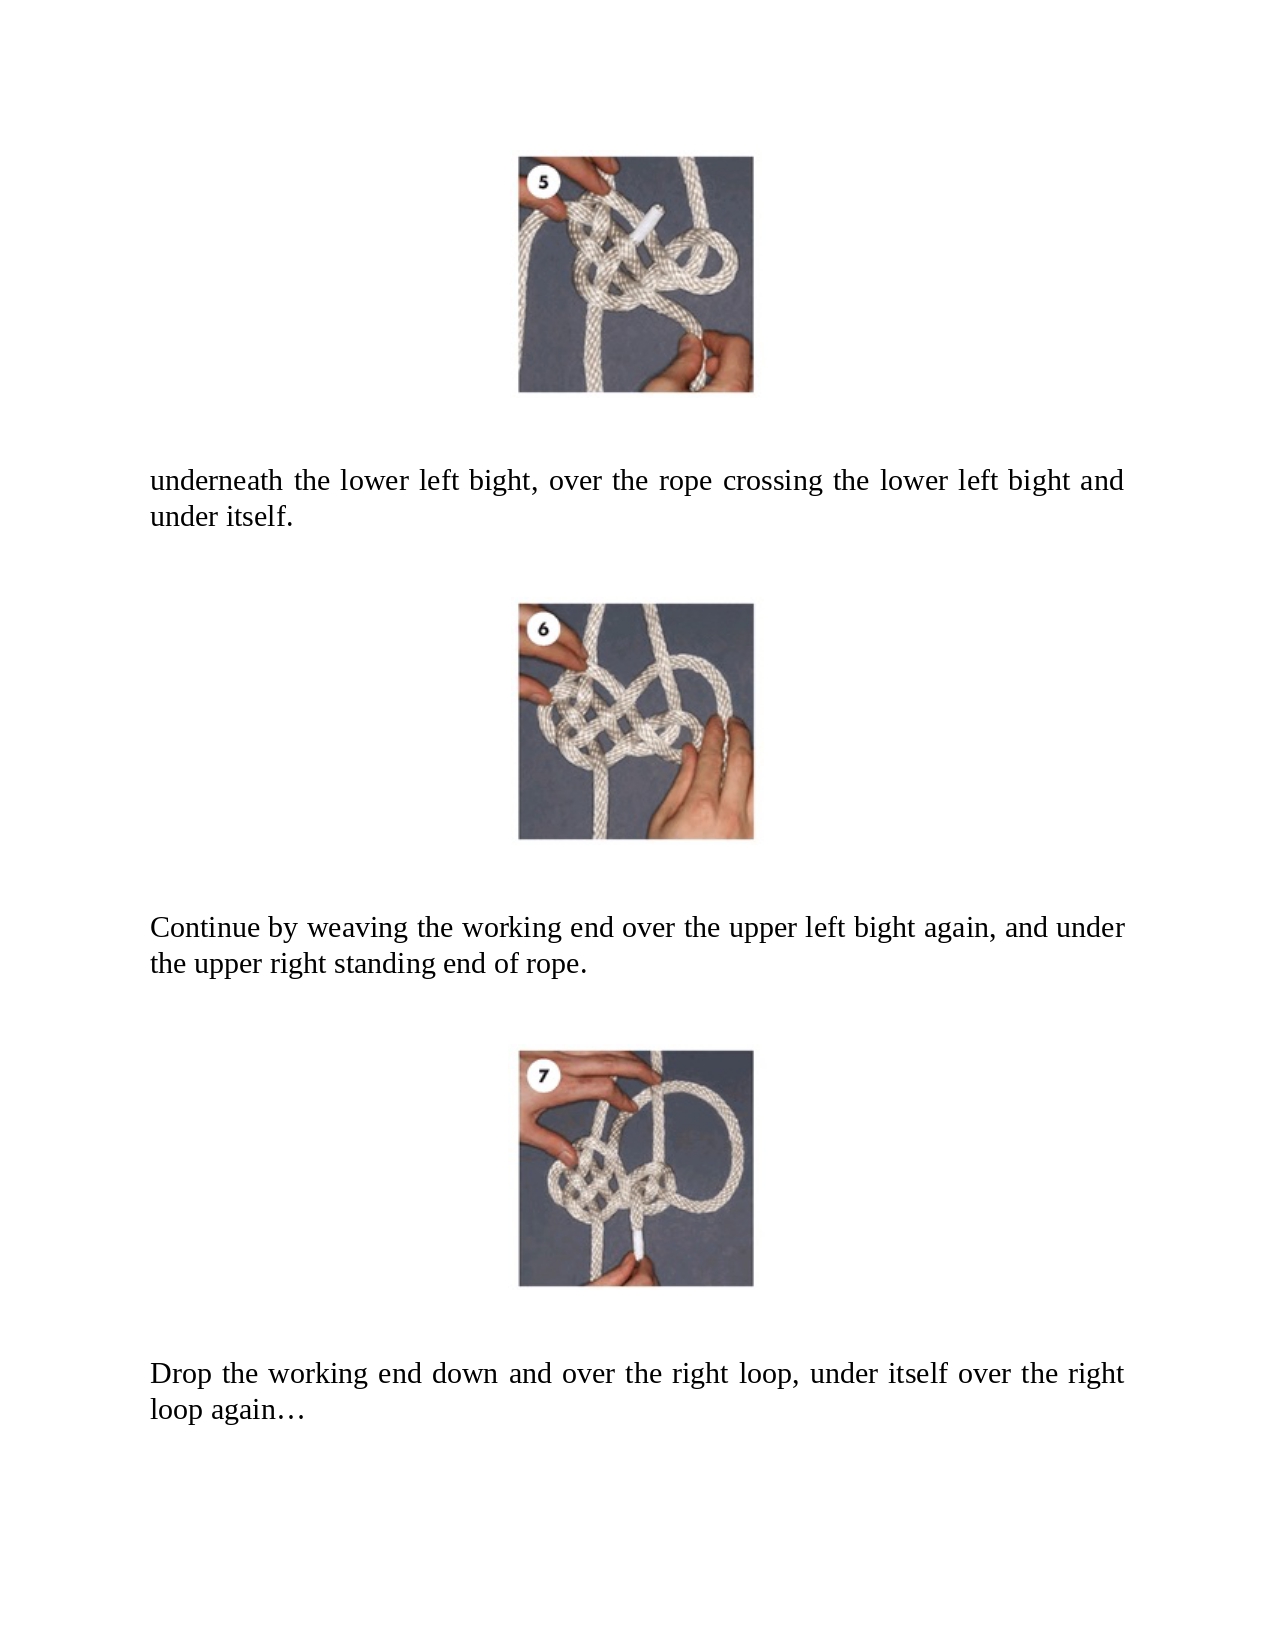 5
underneath the lower left bight, over the rope crossing the lower left bight and
under itself.
6
Continue by weaving the working end over the upper left bight again, and under
the upper right standing end of rope.
7
Drop the working end down and over the right loop, under itself over the right
loop again…